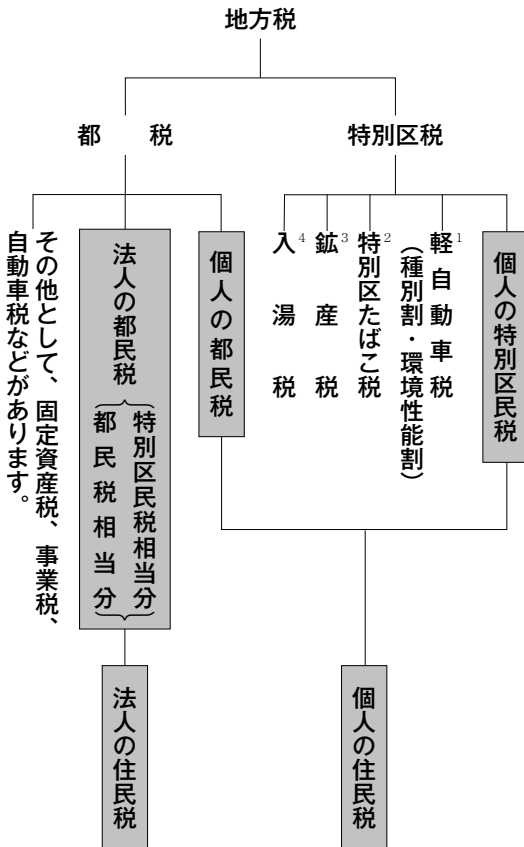 地方税
都税
特別区税
個人の特別区民税
軽自動車税1
(種別割・環境性能割)
特別区たばこ税2
鉱産税3
入湯税4
個人の都民税
法人の都民税
特別区民税相当分
都民税相当分
その他として、固定資産税、事業税、
自動車税などがあります。
個人の住民税
法人の住民税